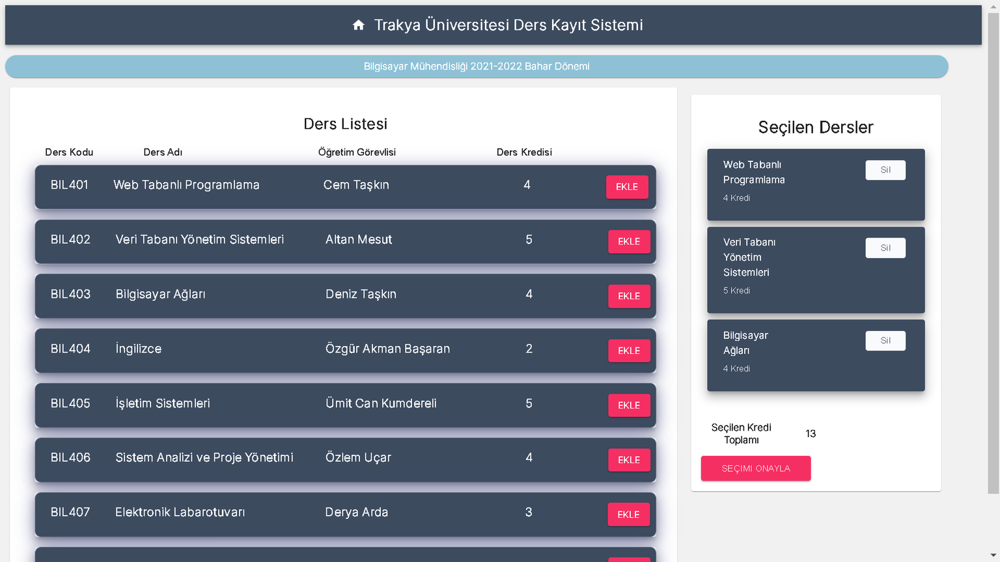 Trakya Üniversitesi Ders Kayıt Sistemi
Bilgisayar Mühendisliği 2021-2022 Bahar Dönemi
Ders Listesi
Ders Kodu Ders Adı Öğretim Görevlisi Ders Kredisi
BIL401 Web Tabanlı Programlama Cem Taşkın 4 EKLE
BIL402 Veri Tabanı Yönetim Sistemleri Altan Mesut 5 EKLE
BIL403 Bilgisayar Ağları Deniz Taşkın 4 EKLE
BIL404 İngilizce Özgür Akman Başaran 2 EKLE
BIL405 İşletim Sistemleri Ümit Can Kumdereli 5 EKLE
BIL406 Sistem Analizi ve Proje Yönetimi Özlem Uçar 4 EKLE
BIL407 Elektronik Labarotuvarı Derya Arda 3 EKLE
Seçilen Dersler
Web Tabanlı
Programlama
Sil
4 Kredi
Veri Tabanı
Yönetim
Sistemleri
Sil
5 Kredi
Bilgisayar
Ağları
Sil
4 Kredi
Seçilen Kredi
Toplamı
13
SEÇIMI ONAYLA